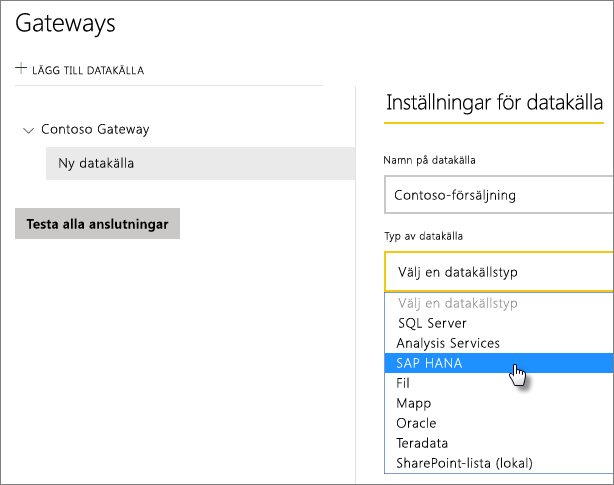 Gateways
+ LÄGG TILL DATAKÄLLA
Contoso Gateway
Ny datakälla
Testa alla anslutningar
Inställningar för datakälla
Namn på datakälla
Contoso-försäljning
Typ av datakälla
Välj en datakällstyp
Välj en datakällstyp
SQL Server
Analysis Services
SAP HANA
Fil
Mapp
Oracle
Teradata
SharePoint-lista (lokal)